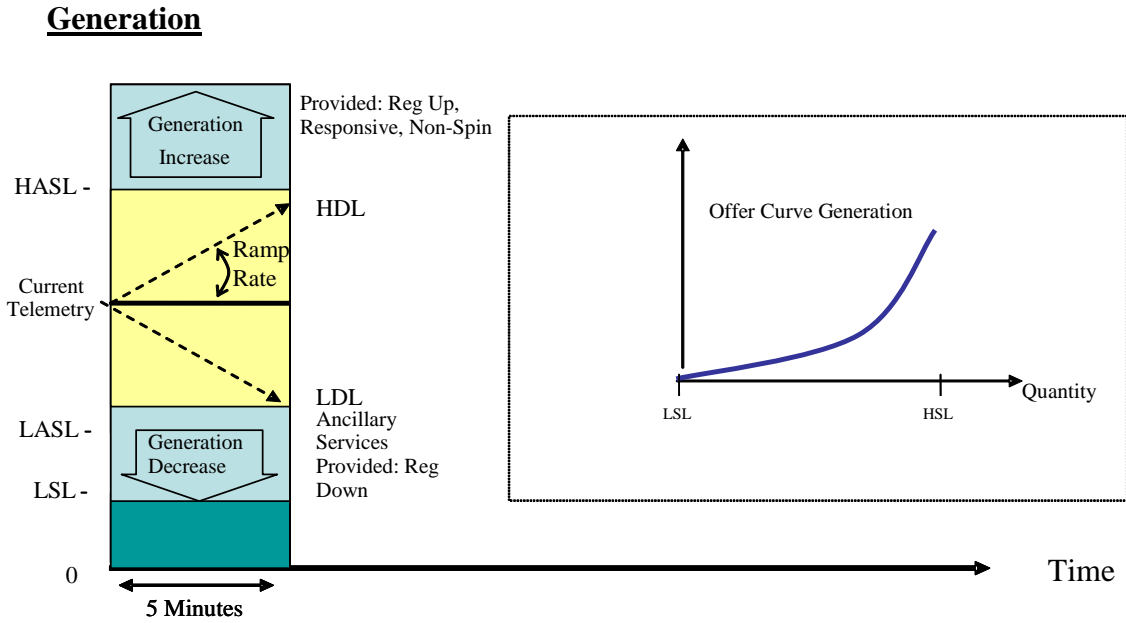 Generation
Provided: Reg Up,
Responsive, Non-Spin
Generation
Increase
HASL -
HDL
Ramp
Rate
Current
Telemetry
LDL
Ancillary
Services
Provided: Reg
Down
LASL -
Generation
Decrease
LSL -
0
5 Minutes
Time
Offer Curve Generation
Quantity
LSL
HSL